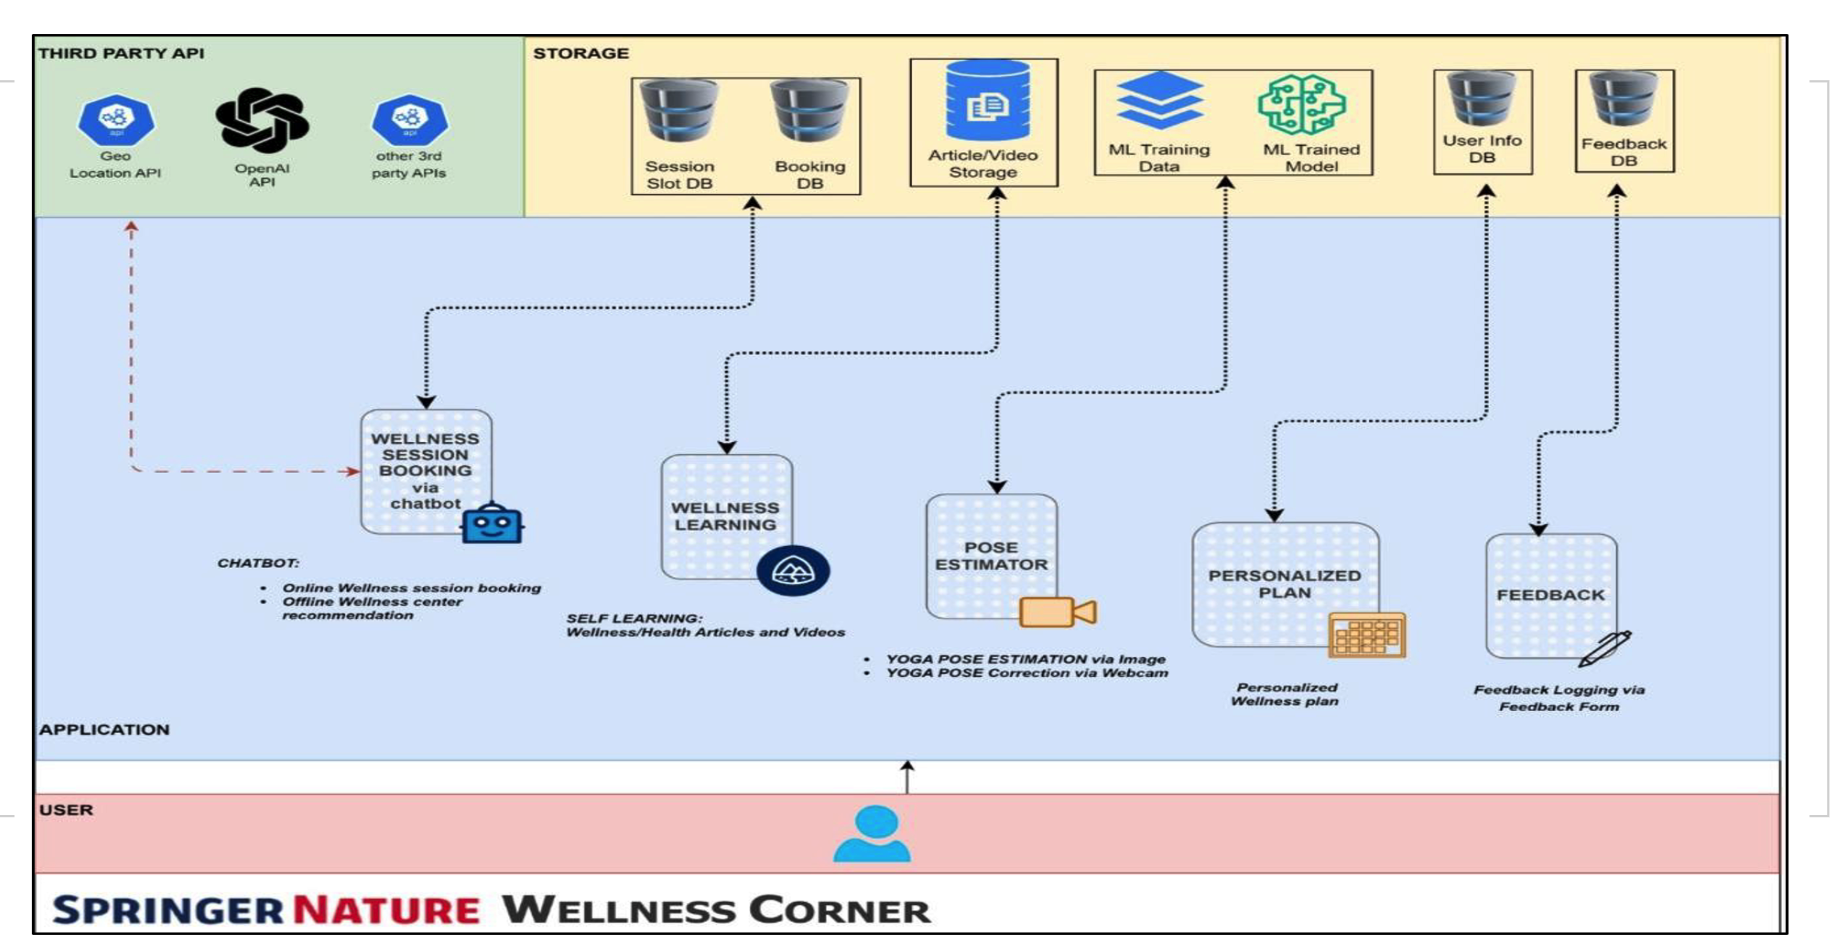 THIRD PARTY API
api
Geo
Location API
OpenAI
API
api
other 3rd
party APIs
STORAGE
Session
Slot DB
Booking
DB
Article/Video
Storage
ML Training
Data
ML Trained
Model
User Info
DB
Feedback
DB
WELLNESS
SESSION
BOOKING
via
chatbot
CHATBOT:
• Online Wellness session booking
• Offline Wellness center
recommendation
WELLNESS
LEARNING
SELF LEARNING:
Wellness/Health Articles and Videos
POSE
ESTIMATOR
• YOGA POSE ESTIMATION via Image
• YOGA POSE Correction via Webcam
PERSONALIZED
PLAN
Personalized
Wellness plan
FEEDBACK
Feedback Logging via
Feedback Form
APPLICATION
USER
SPRINGER NATURE WELLNESS CORNER